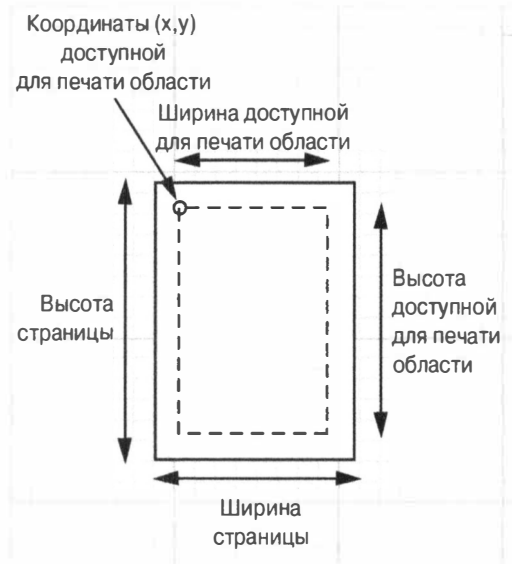 Координаты (x,y)
доступной
для печати области
Ширина доступной
для печати области
Высота
страницы
Высота
доступной
для печати
области
Ширина
страницы